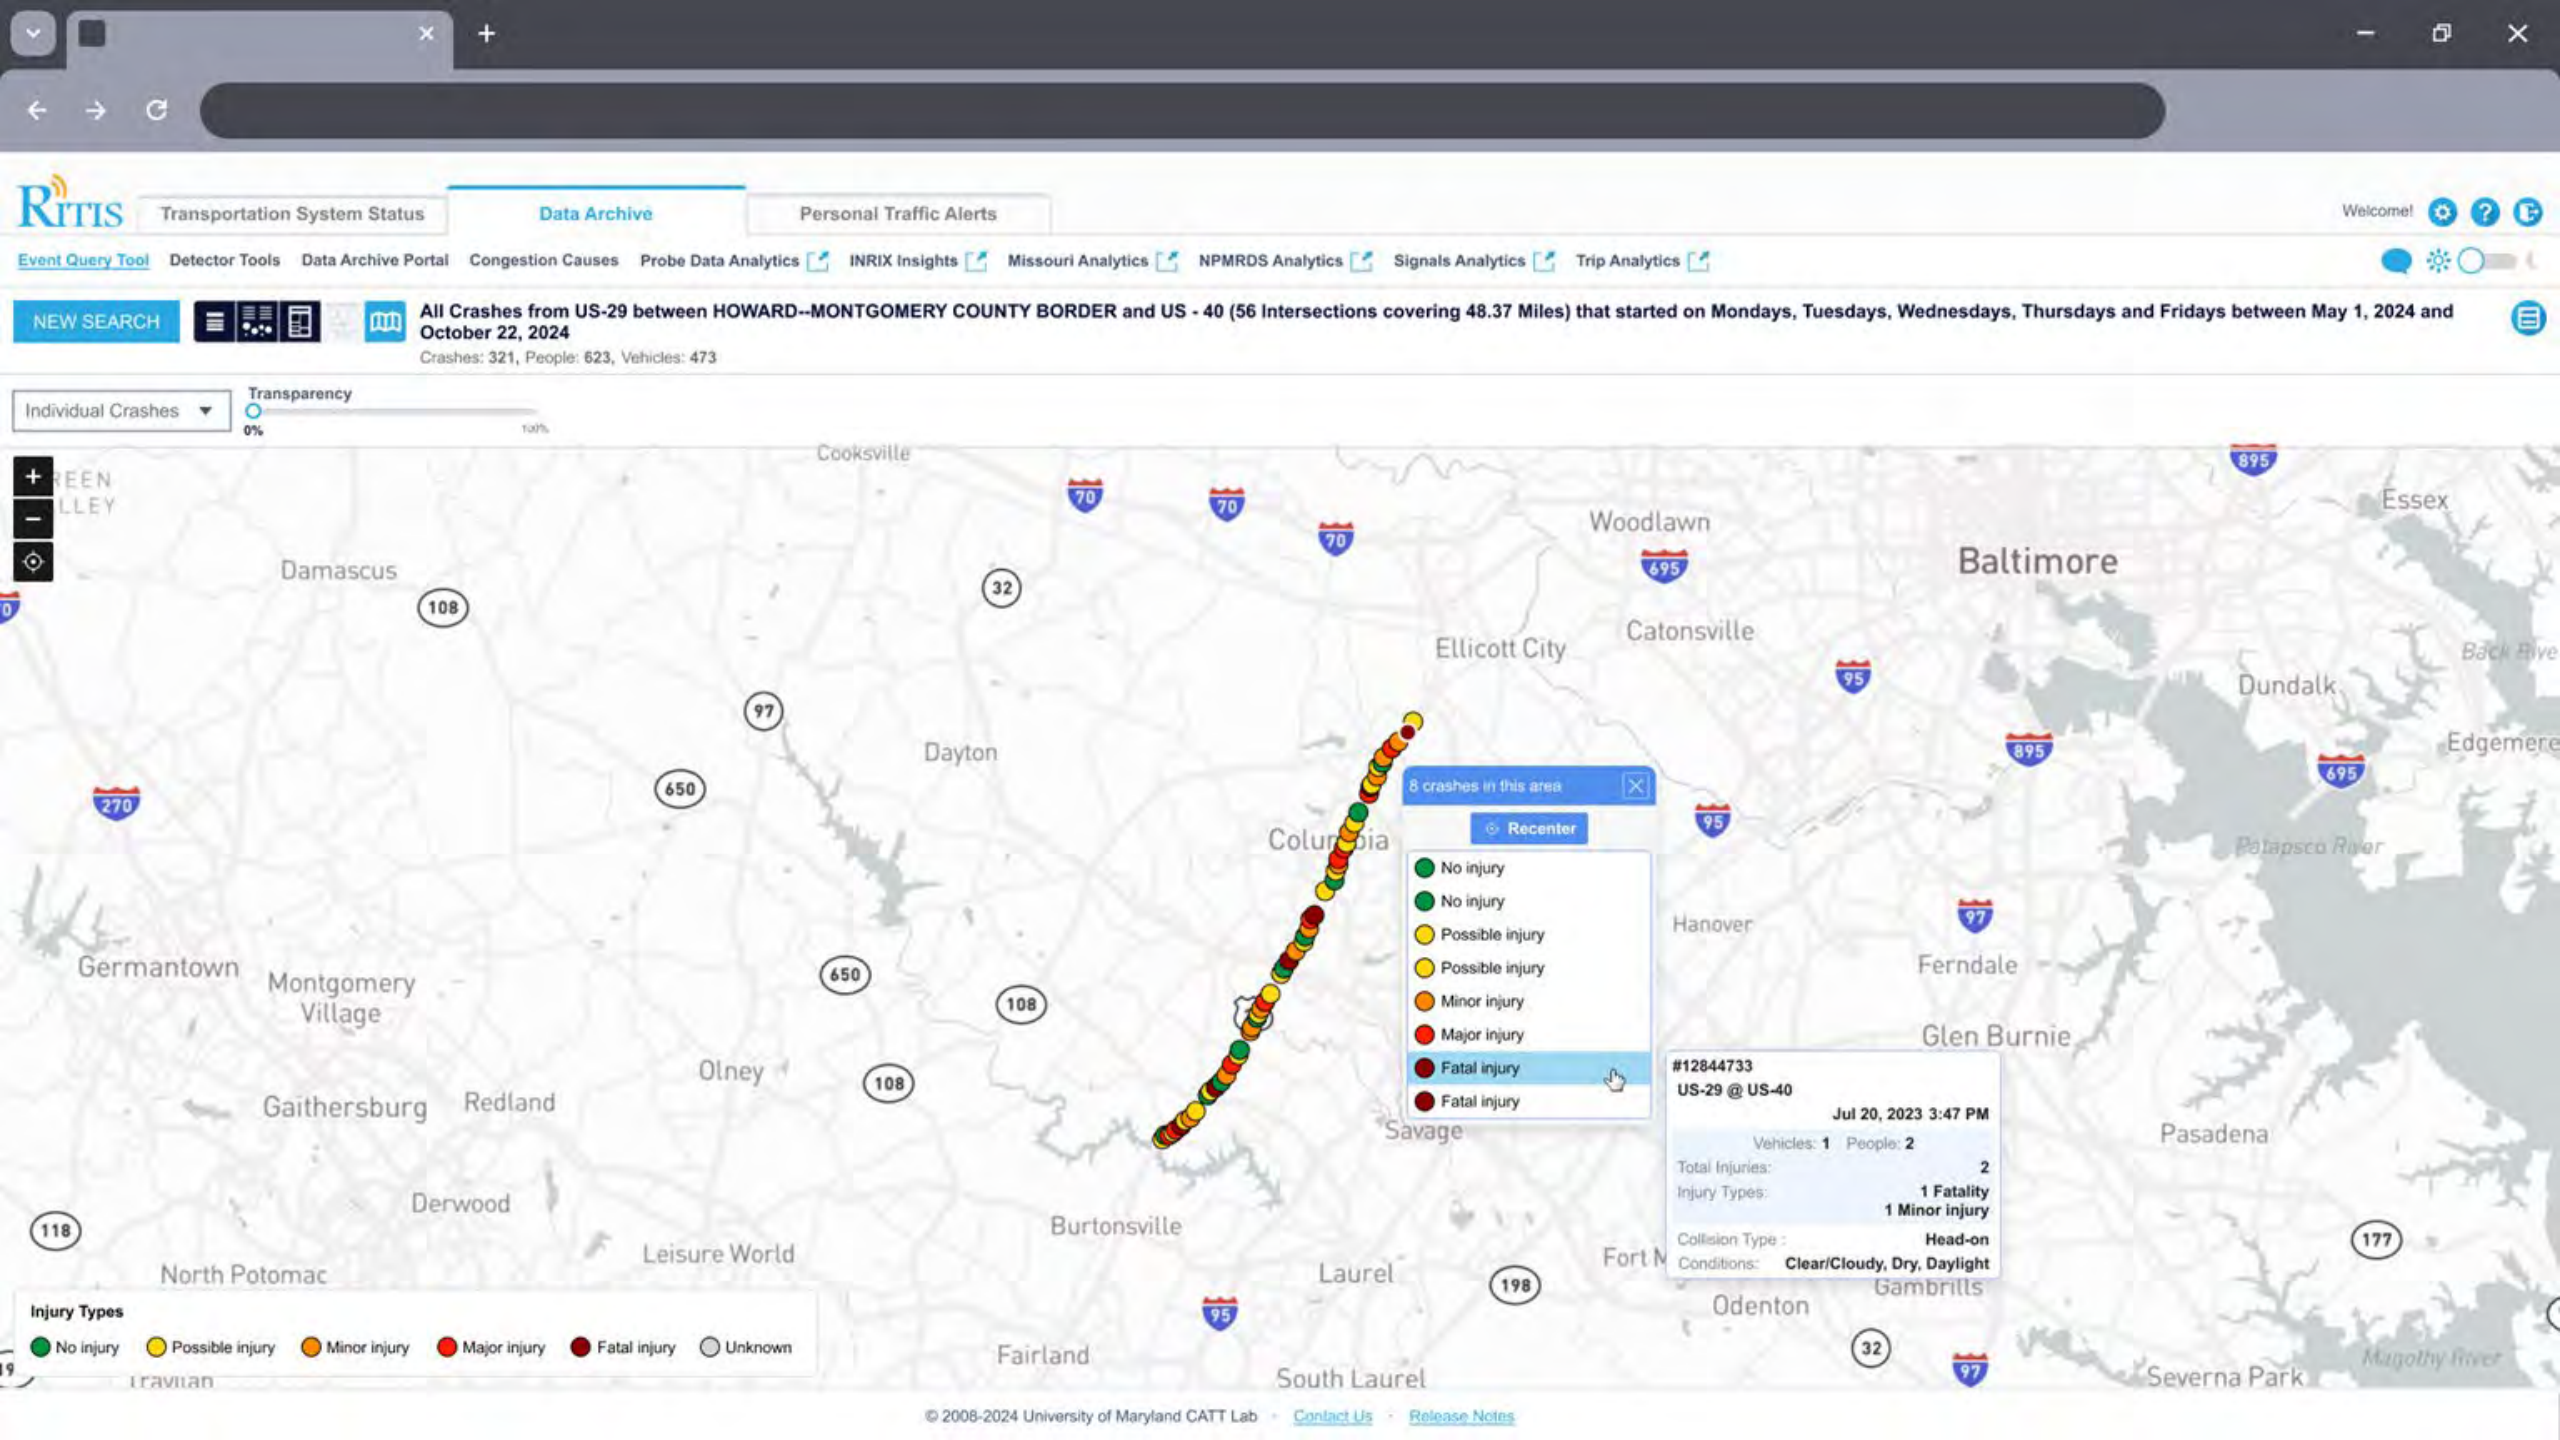 RITIS
Transportation System Status
Data Archive
Personal Traffic Alerts
Welcome!
Event Query Tool
Detector Tools
Data Archive Portal
Congestion Causes
Probe Data Analytics
INRIX Insights
Missouri Analytics
NPMRDS Analytics
Signals Analytics
Trip Analytics
NEW SEARCH
All Crashes from US-29 between HOWARD--MONTGOMERY COUNTY BORDER and US - 40 (56 Intersections covering 48.37 Miles) that started on Mondays, Tuesdays, Wednesdays, Thursdays and Fridays between May 1, 2024 and
October 22, 2024
Crashes: 321, People: 623, Vehicles: 473
Individual Crashes
Transparency
0%
100%
Cooksville
895
REEN
LLEY
70
70
70
Essex
Woodlawn
695
Baltimore
Damascus
32
108
Catonsville
Ellicott City
95
Back Rive
Dundalk
97
Dayton
895
Edgemere
695
650
270
8 crashes in this area
Recenter
95
Columbia
Patapsco River
No injury
No injury
Possible injury
Possible injury
Minor injury
Major injury
Fatal injury
Fatal injury
Hanover
97
Ferndale
Germantown
Montgomery
Village
650
108
Glen Burnie
Olney
108
Gaithersburg
Redland
Savage
#12844733
US-29 @ US-40
Jul 20, 2023 3:47 PM
Vehicles: 1 People: 2
Total Injuries: 2
Injury Types: 1 Fatality
1 Minor injury
Collision Type : Head-on
Conditions: Clear/Cloudy, Dry, Daylight
Pasadena
Derwood
118
Burtonsville
177
Leisure World
Fort M
North Potomac
Laurel
198
Gambrills
Odenton
95
Injury Types
No injury
Possible injury
Minor injury
Major injury
Fatal injury
Unknown
32
Fairland
97
Magothy River
Severna Park
South Laurel
© 2008-2024 University of Maryland CATT Lab · Contact Us · Release Notes